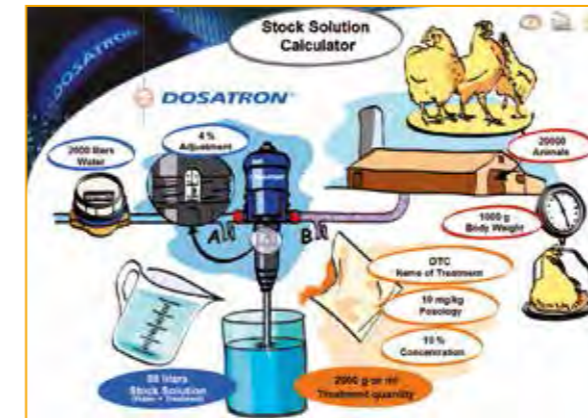 Stock Solution
Calculator
DOSATRON
DOSATRON
2000 liters
Water
4 %
Adjustment
20000
Animals
1000 g
Body Weight
A
B
OTC
Name of Treatment
10 mg/kg
Posology
10 %
Concentration
80 liters
Stock Solution
(Water + Treatment)
2000 g or ml
Treatment quantity